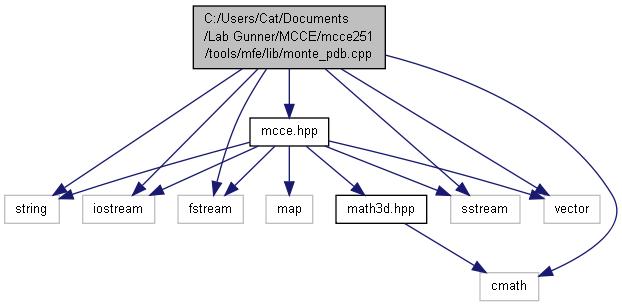 C:/Users/Cat/Documents
/Lab Gunner/MCCE/mcce251
/tools/mfe/lib/monte_pdb.cpp
mcce.hpp
string
iostream
fstream
map
math3d.hpp
sstream
vector
cmath